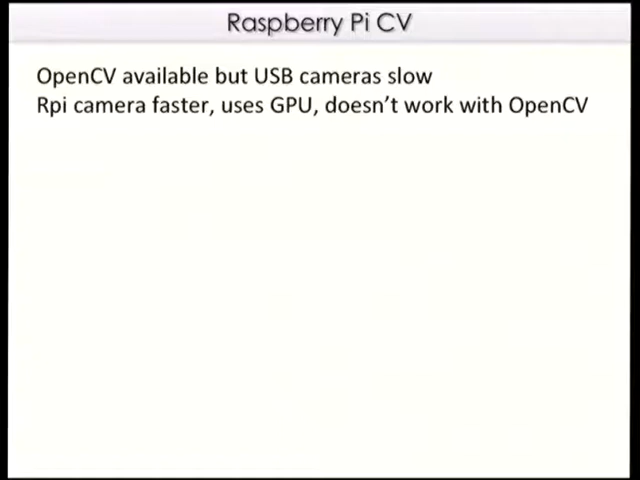 Raspberry Pi CV
OpenCV available but USB cameras slow
Rpi camera faster, uses GPU, doesn’t work with OpenCV